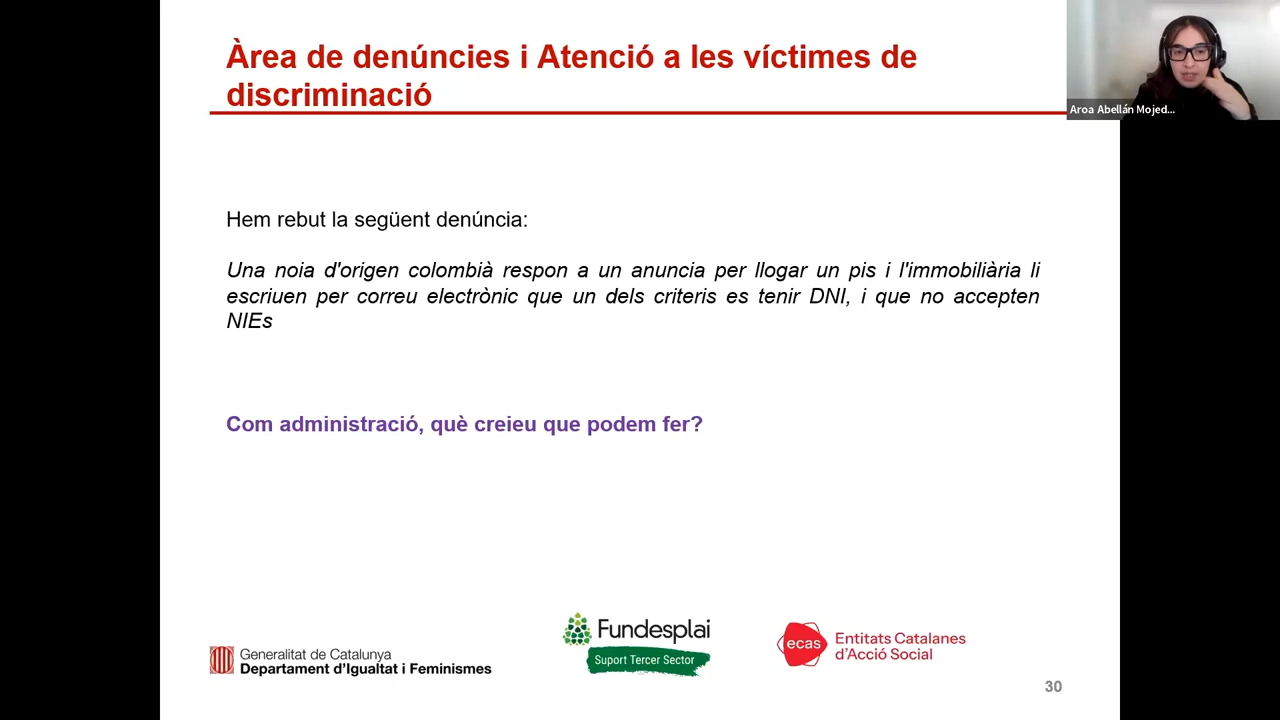 Àrea de denúncies i Atenció a les víctimes de
discriminació
Aroa Abellán Mojed...
Hem rebut la següent denúncia:
Una noia d'origen colombià respon a un anuncia per llogar un pis i l'immobiliària li
escriuen per correu electrònic que un dels criteris es tenir DNI, i que no accepten
NIEs
Com administració, què creieu que podem fer?
Generalitat de Catalunya
Departament d'Igualtat i Feminismes
Fundesplai
Suport Tercer Sector
ecas
Entitats Catalanes
d'Acció Social
30